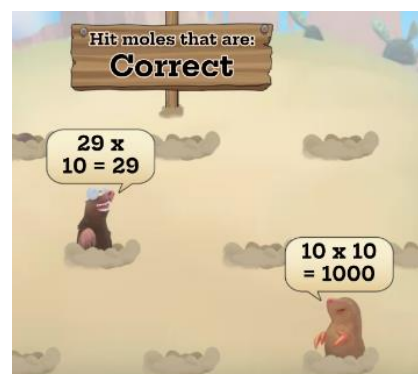 Hit moles that are:
Correct
29 x
10 = 29
10 x 10
= 1000